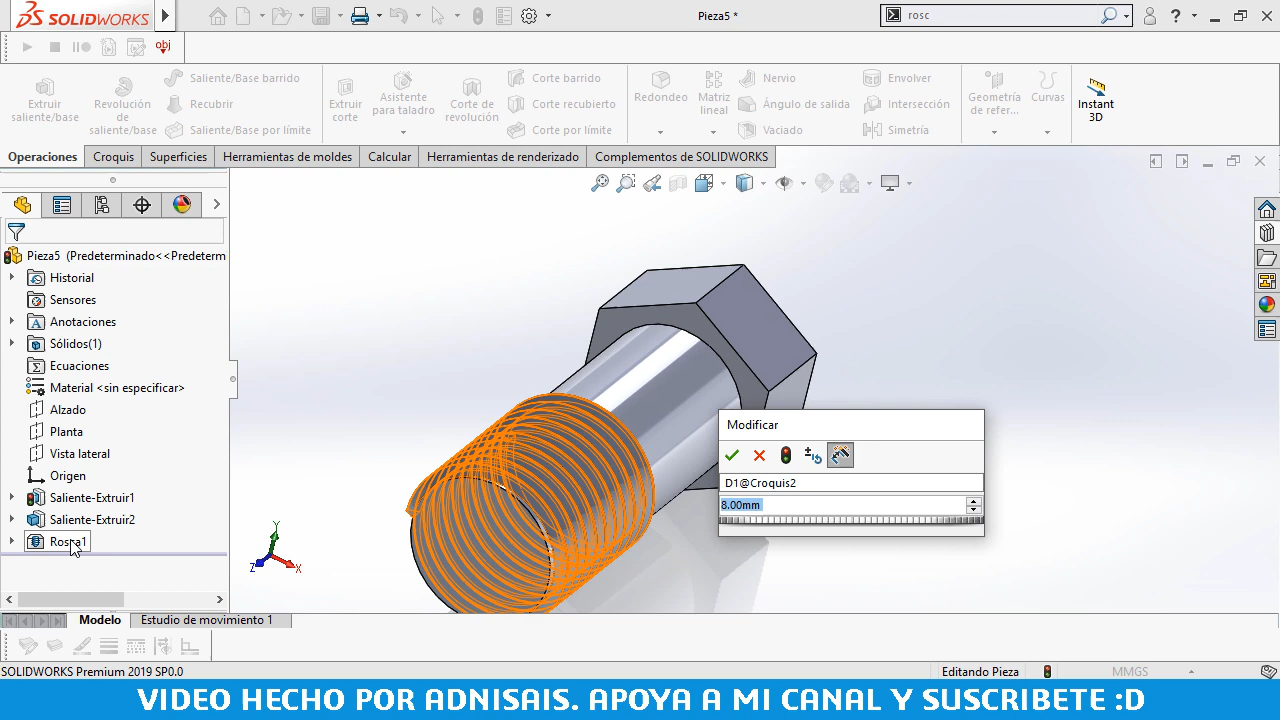 SOLIDWORKS
Pieza5 *
rosc
obj
Extruir saliente/base
Revolución de saliente/base
Saliente/Base barrido
Recubrir
Saliente/Base por límite
Extruir corte
Asistente para taladro
Corte de revolución
Corte barrido
Corte recubierto
Corte por límite
Redondeo
Matriz lineal
Nervio
Ángulo de salida
Vaciado
Envolver
Intersección
Simetría
Geometría de refer...
Curvas
Instant 3D
Operaciones
Croquis
Superficies
Herramientas de moldes
Calcular
Herramientas de renderizado
Complementos de SOLIDWORKS
Pieza5 (Predeterminado<<Predeterm
Historial
Sensores
Anotaciones
Sólidos(1)
Ecuaciones
Material <sin especificar>
Alzado
Planta
Vista lateral
Origen
Saliente-Extruir1
Saliente-Extruir2
Rosca1
Modificar
D1@Croquis2
8.00mm
Y
Z
X
Modelo
Estudio de movimiento 1
SOLIDWORKS Premium 2019 SP0.0
Editando Pieza
MMGS
VIDEO HECHO POR ADNISAIS. APOYA A MI CANAL Y SUSCRIBETE :D